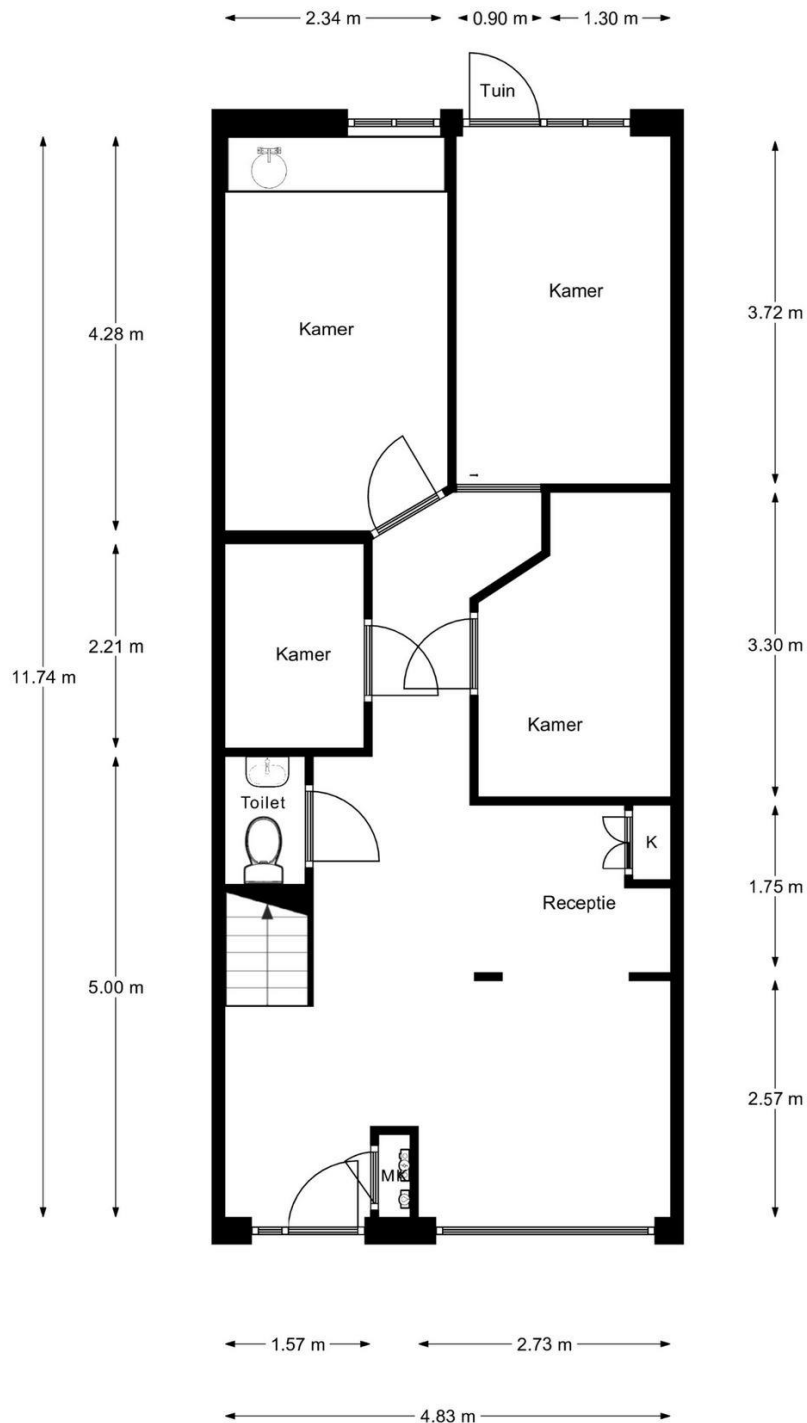 2.34 m
0.90 m
1.30 m
Tuin
Kamer
3.72 m
Kamer
4.28 m
2.21 m
3.30 m
Kamer
11.74 m
Kamer
Toilet
K
1.75 m
Receptie
5.00 m
2.57 m
MK
1.57 m
2.73 m
4.83 m